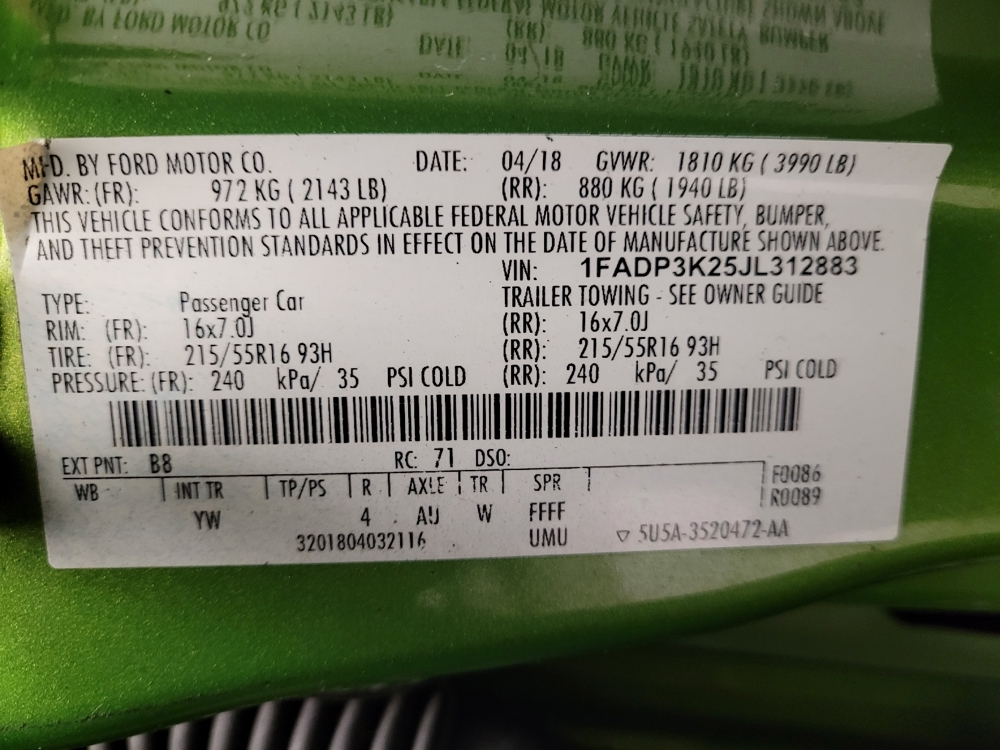 MFD. BY FORD MOTOR CO. DATE: 04/18 GVWR: 1810 KG ( 3990 LB)
GAWR: (FR): 972 KG ( 2143 LB) (RR): 880 KG ( 1940 LB)
THIS VEHICLE CONFORMS TO ALL APPLICABLE FEDERAL MOTOR VEHICLE SAFETY, BUMPER,
AND THEFT PREVENTION STANDARDS IN EFFECT ON THE DATE OF MANUFACTURE SHOWN ABOVE.
VIN: 1FADP3K25JL312883
TYPE: Passenger Car TRAILER TOWING - SEE OWNER GUIDE
RIM: (FR): 16x7.0J (RR): 16x7.0J
TIRE: (FR): 215/55R16 93H (RR): 215/55R16 93H
PRESSURE: (FR): 240 kPa/ 35 PSI COLD (RR): 240 kPa/ 35 PSI COLD
EXT PNT: B8 RC: 71 DSO:
WB INT TR TP/PS R AXLE TR SPR F0086
R0089
YW 4 AU W FFFF
3201804032116 UMU ▽ 5U5A-3520472-AA